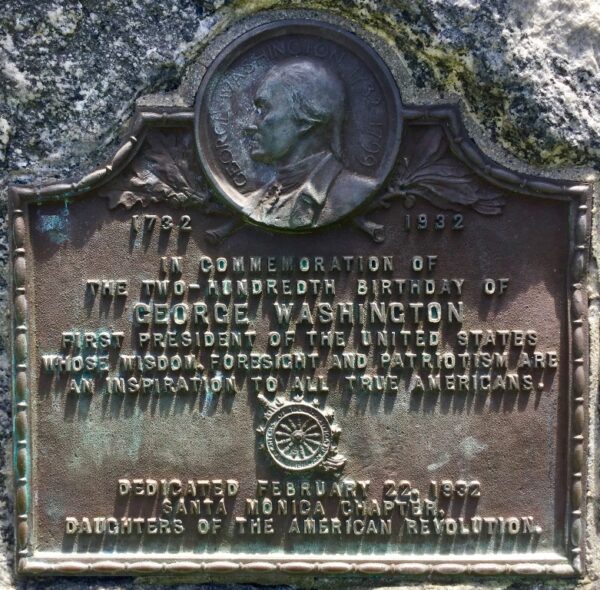 GEORGE WASHINGTON 1732 1799
1732 1932
IN COMMEMORATION OF
THE TWO-HUNDREDTH BIRTHDAY OF
GEORGE WASHINGTON
FIRST PRESIDENT OF THE UNITED STATES
WHOSE WISDOM, FORESIGHT AND PATRIOTISM ARE
AN INSPIRATION TO ALL TRUE AMERICANS.
DEDICATED FEBRUARY 22, 1932
SANTA MONICA CHAPTER,
DAUGHTERS OF THE AMERICAN REVOLUTION.